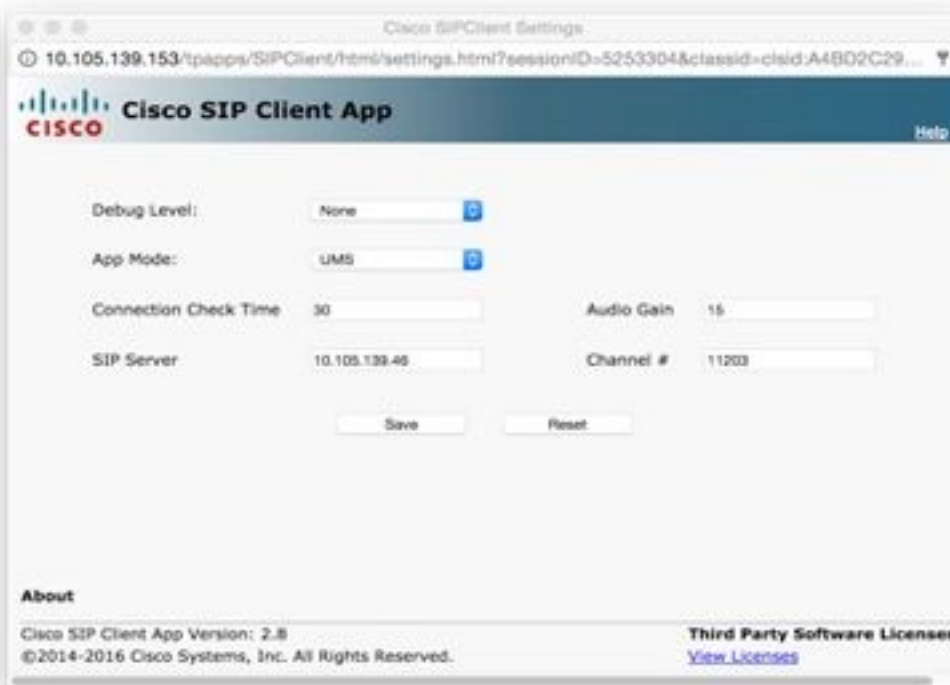 Cisco SIPClient Settings
10.105.139.153/tpapps/SIPClient/html/settings.html?sessionID=5253304&classid=clsid:A4BD2C29...
CISCO
Cisco SIP Client App
Help
Debug Level: None
App Mode: UMS
Connection Check Time 30 Audio Gain 15
SIP Server 10.105.139.46 Channel # 11203
Save Reset
About
Cisco SIP Client App Version: 2.8 Third Party Software Licenses
©2014-2016 Cisco Systems, Inc. All Rights Reserved. View Licenses